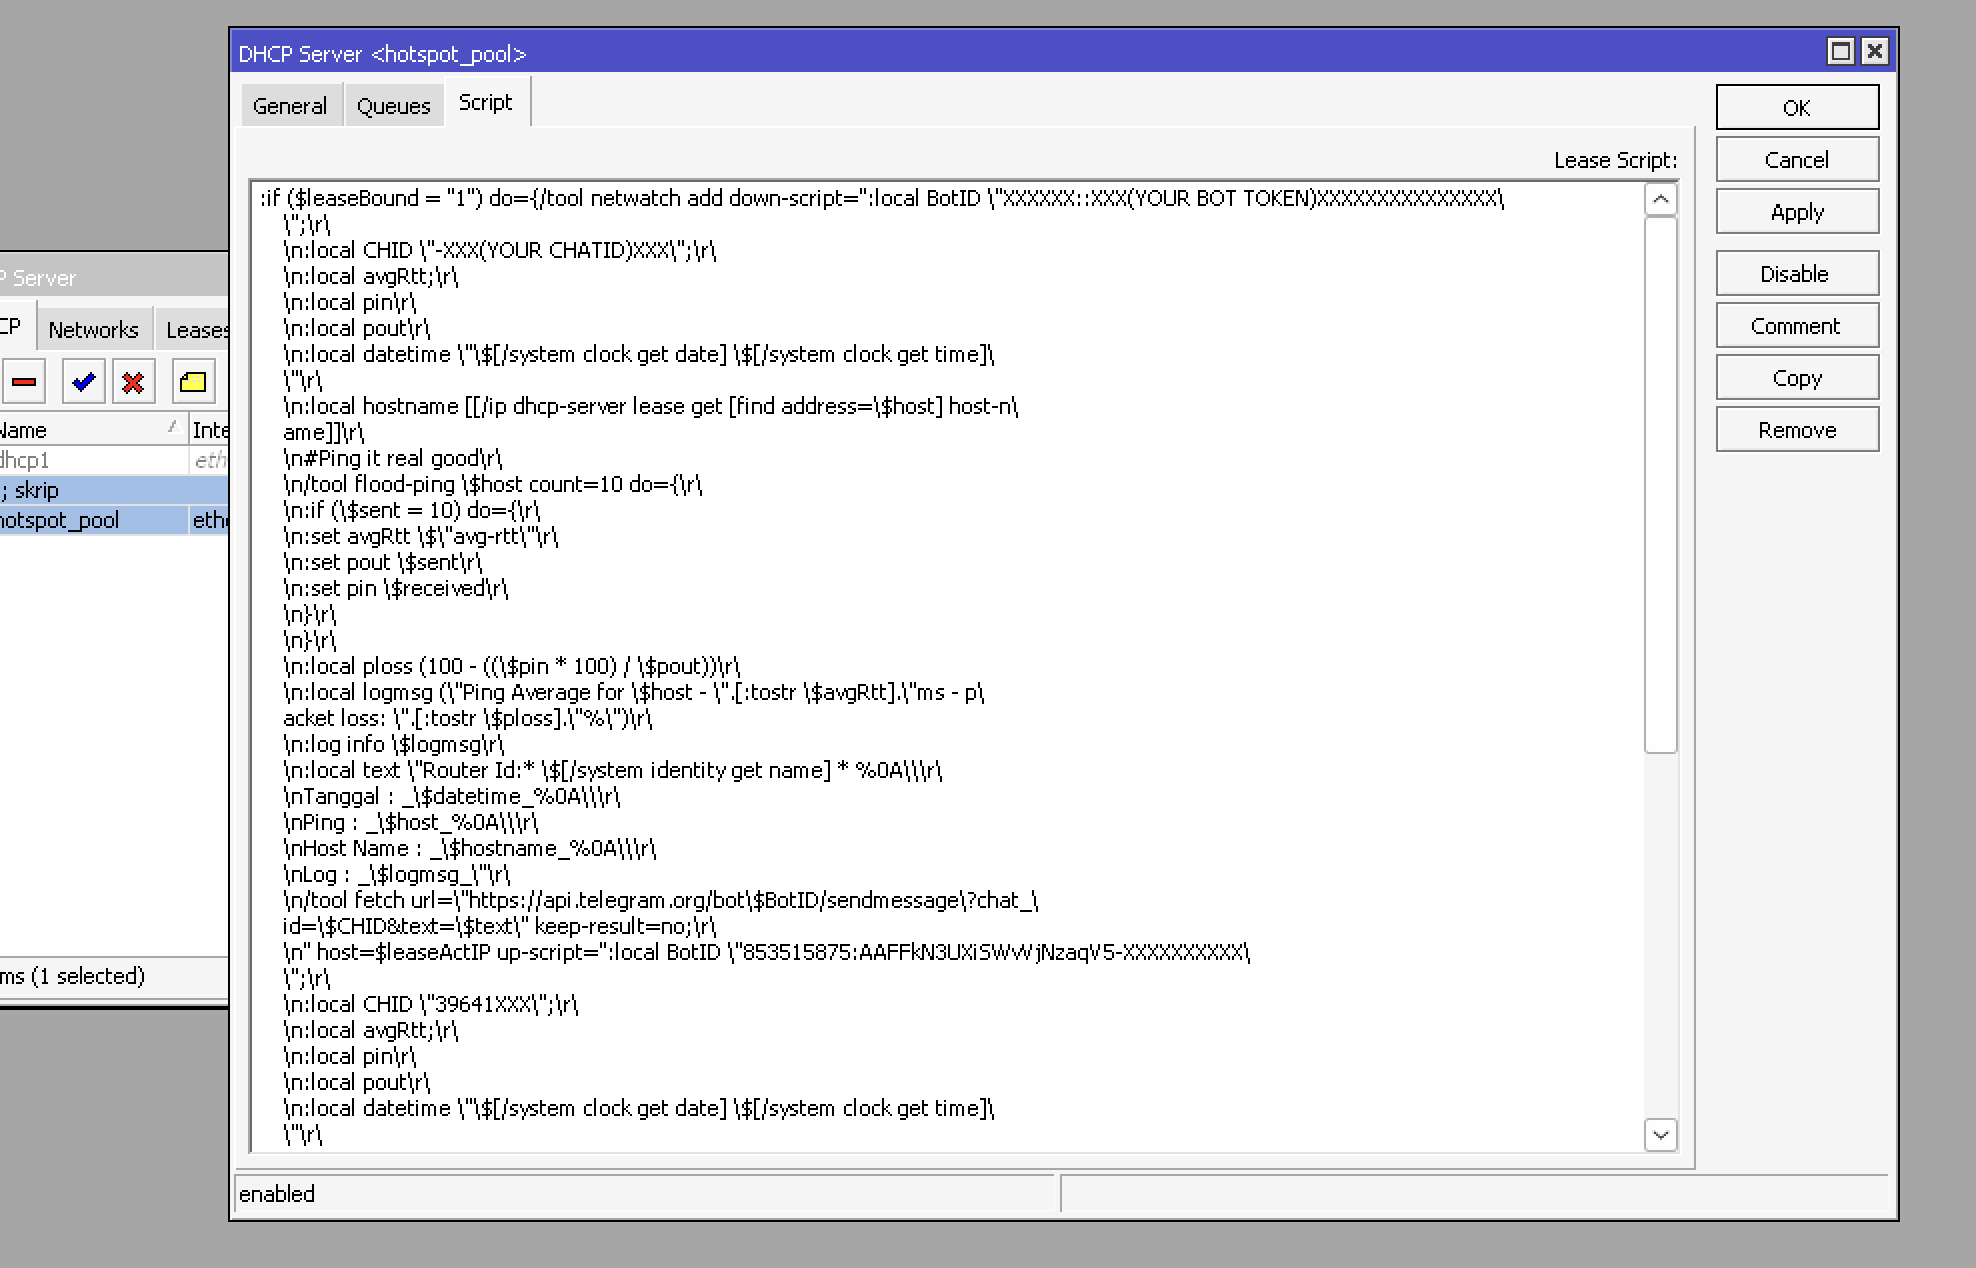 DHCP Server <hotspot_pool>
General Queues Script
Lease Script:
:if ($leaseBound = "1") do={/tool netwatch add down-script=":local BotID \"XXXXXX::XXX(YOUR BOT TOKEN)XXXXXXXXXXXXXXX\
\";\r\
\n:local CHID \"-XXX(YOUR CHATID)XXX\";\r\
\n:local avgRtt;\r\
\n:local pin\r\
\n:local pout\r\
\n:local datetime \"\$[/system clock get date] \$[/system clock get time]\
\"\r\
\n:local hostname [[/ip dhcp-server lease get [find address=\$host] host-n\
ame]]\r\
\n#Ping it real good\r\
\n/tool flood-ping \$host count=10 do={\r\
\n:if (\$sent = 10) do={\r\
\n:set avgRtt \$\"avg-rtt\"\r\
\n:set pout \$sent\r\
\n:set pin \$received\r\
\n}\r\
\n}\r\
\n:local ploss (100 - ((\$pin * 100) / \$pout))\r\
\n:local logmsg (\"Ping Average for \$host - \".[:tostr \$avgRtt].\"ms - p\
acket loss: \".[:tostr \$ploss].\"%\")\r\
\n:log info \$logmsg\r\
\n:local text \"Router Id:* \$[/system identity get name] * %0A\\\r\
\nTanggal : _\$datetime_%0A\\\r\
\nPing : _\$host_%0A\\\r\
\nHost Name : _\$hostname_%0A\\\r\
\nLog : _\$logmsg_\"\r\
\n/tool fetch url=\"https://api.telegram.org/bot\$BotID/sendmessage\?chat_\
id=\$CHID&text=\$text\" keep-result=no;\r\
\n" host=$leaseActIP up-script=":local BotID \"853515875:AAFFkN3UXiSWvWjNzaqV5-XXXXXXXXXX\
\";\r\
\n:local CHID \"39641XXX\";\r\
\n:local avgRtt;\r\
\n:local pin\r\
\n:local pout\r\
\n:local datetime \"\$[/system clock get date] \$[/system clock get time]\
\"\r\
enabled
OK
Cancel
Apply
Disable
Comment
Copy
Remove
P Server
CP Networks Leases
Name Inte
dhcp1 eth
; skrip
hotspot_pool ethe
ms (1 selected)